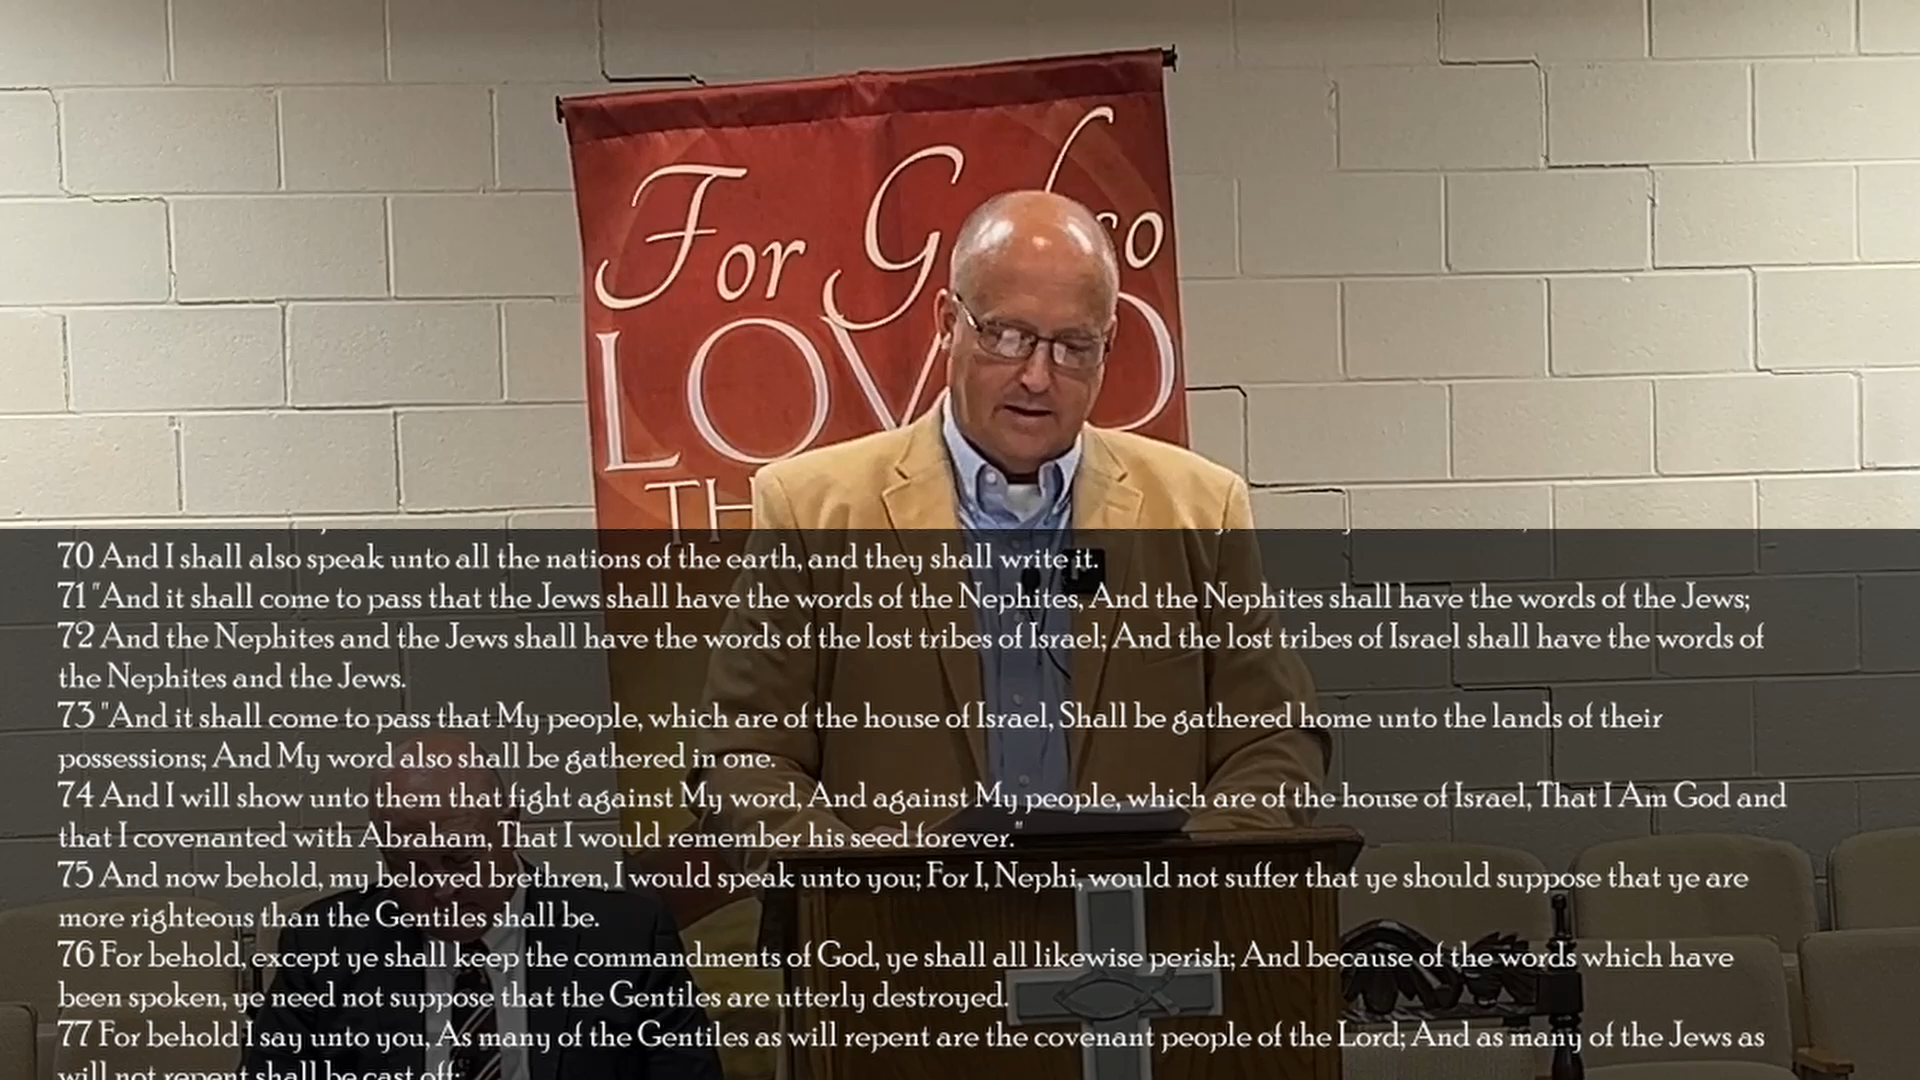 For G so
LOV D
TH
70 And I shall also speak unto all the nations of the earth, and they shall write it.
71 "And it shall come to pass that the Jews shall have the words of the Nephites, And the Nephites shall have the words of the Jews;
72 And the Nephites and the Jews shall have the words of the lost tribes of Israel; And the lost tribes of Israel shall have the words of
the Nephites and the Jews.
73 "And it shall come to pass that My people, which are of the house of Israel, Shall be gathered home unto the lands of their
possessions; And My word also shall be gathered in one.
74 And I will show unto them that fight against My word, And against My people, which are of the house of Israel, That I Am God and
that I covenanted with Abraham, That I would remember his seed forever."
75 And now behold, my beloved brethren, I would speak unto you; For I, Nephi, would not suffer that ye should suppose that ye are
more righteous than the Gentiles shall be.
76 For behold, except ye shall keep the commandments of God, ye shall all likewise perish; And because of the words which have
been spoken, ye need not suppose that the Gentiles are utterly destroyed.
77 For behold I say unto you, As many of the Gentiles as will repent are the covenant people of the Lord; And as many of the Jews as
will not repent shall be cast off;